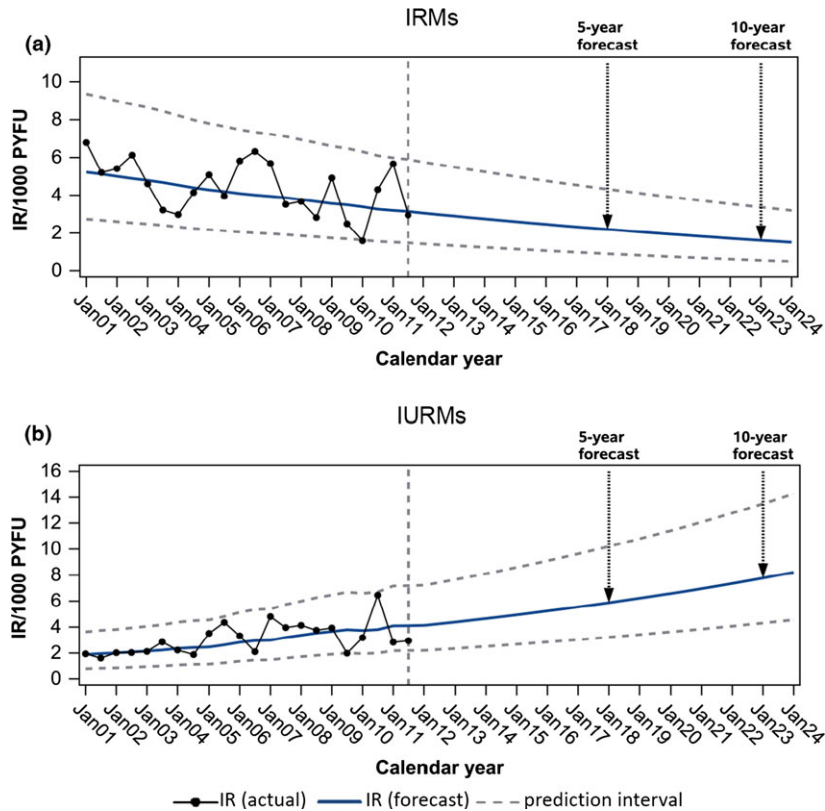 IRMs
(a)
5-year
forecast
10-year
forecast
10
8
6
4
2
0
IR/1000 PYFU
Jan01 Jan02 Jan03 Jan04 Jan05 Jan06 Jan07 Jan08 Jan09 Jan10 Jan11 Jan12 Jan13 Jan14 Jan15 Jan16 Jan17 Jan18 Jan19 Jan20 Jan21 Jan22 Jan23 Jan24
Calendar year
IURMs
(b)
5-year
forecast
10-year
forecast
16
14
12
10
8
6
4
2
0
IR/1000 PYFU
Jan01 Jan02 Jan03 Jan04 Jan05 Jan06 Jan07 Jan08 Jan09 Jan10 Jan11 Jan12 Jan13 Jan14 Jan15 Jan16 Jan17 Jan18 Jan19 Jan20 Jan21 Jan22 Jan23 Jan24
Calendar year
IR (actual) IR (forecast) prediction interval